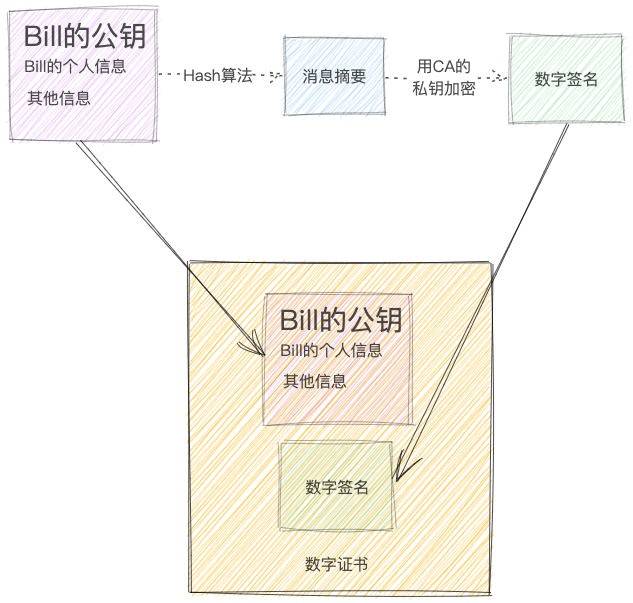 Bill的公钥
Bill的个人信息
其他信息
Hash算法
消息摘要
用CA的
私钥加密
数字签名
Bill的公钥
Bill的个人信息
其他信息
数字签名
数字证书